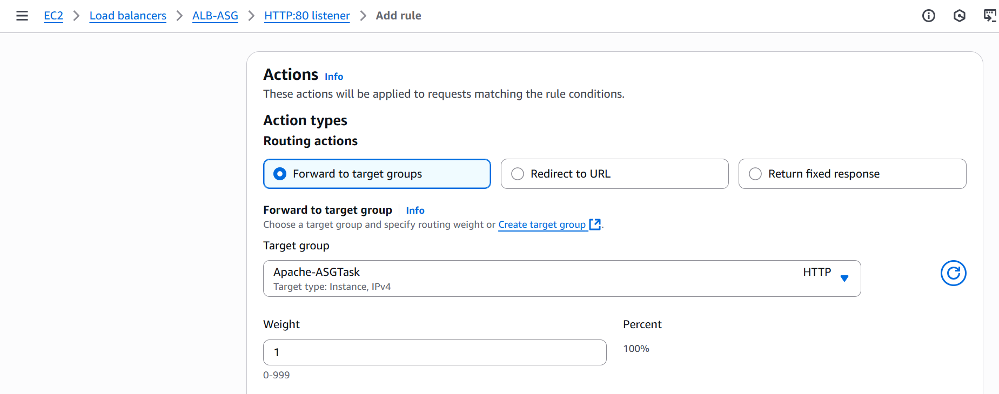 EC2 > Load balancers > ALB-ASG > HTTP:80 listener > Add rule
Actions Info
These actions will be applied to requests matching the rule conditions.
Action types
Routing actions
Forward to target groups
Redirect to URL
Return fixed response
Forward to target group | Info
Choose a target group and specify routing weight or Create target group.
Target group
Apache-ASGTask HTTP
Target type: Instance, IPv4
Weight Percent
1 100%
0-999